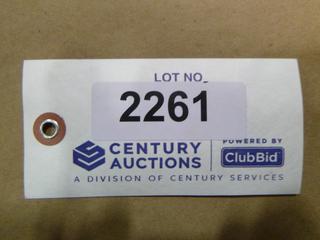 LOT NO.
2261
CENTURY AUCTIONS
POWERED BY
ClubBid
A DIVISION OF CENTURY SERVICES